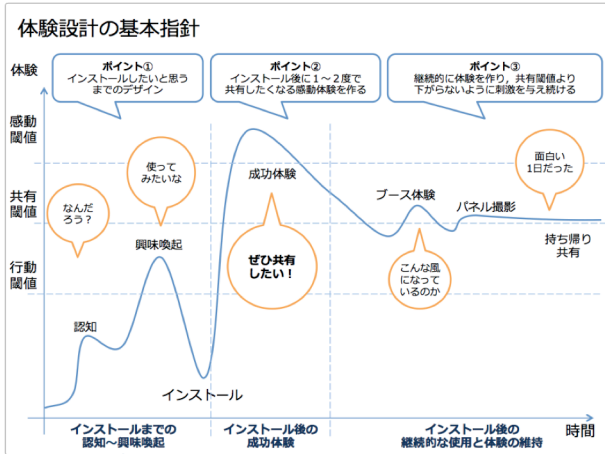 体験設計の基本指針
ポイント①
インストールしたいと思う
までのデザイン
ポイント②
インストール後に１～２度で
共有したくなる感動体験を作る
ポイント③
継続的に体験を作り，共有閾値より
下がらないように刺激を与え続ける
体験
感動
閾値
共有
閾値
行動
閾値
なんだ
ろう？
使って
みたいな
興味喚起
認知
インストール
成功体験
ぜひ共有
したい！
ブース体験
こんな風
になって
いるのか
パネル撮影
面白い
1日だった
持ち帰り
共有
時間
インストールまでの
認知～興味喚起
インストール後の
成功体験
インストール後の
継続的な使用と体験の維持